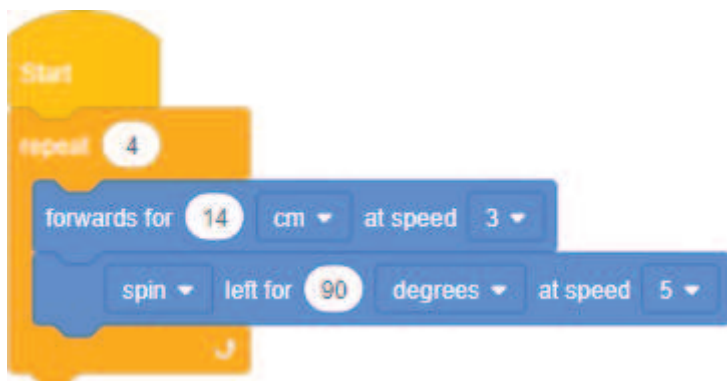 Start
repeat 4
forwards for 14 cm at speed 3
spin left for 90 degrees at speed 5